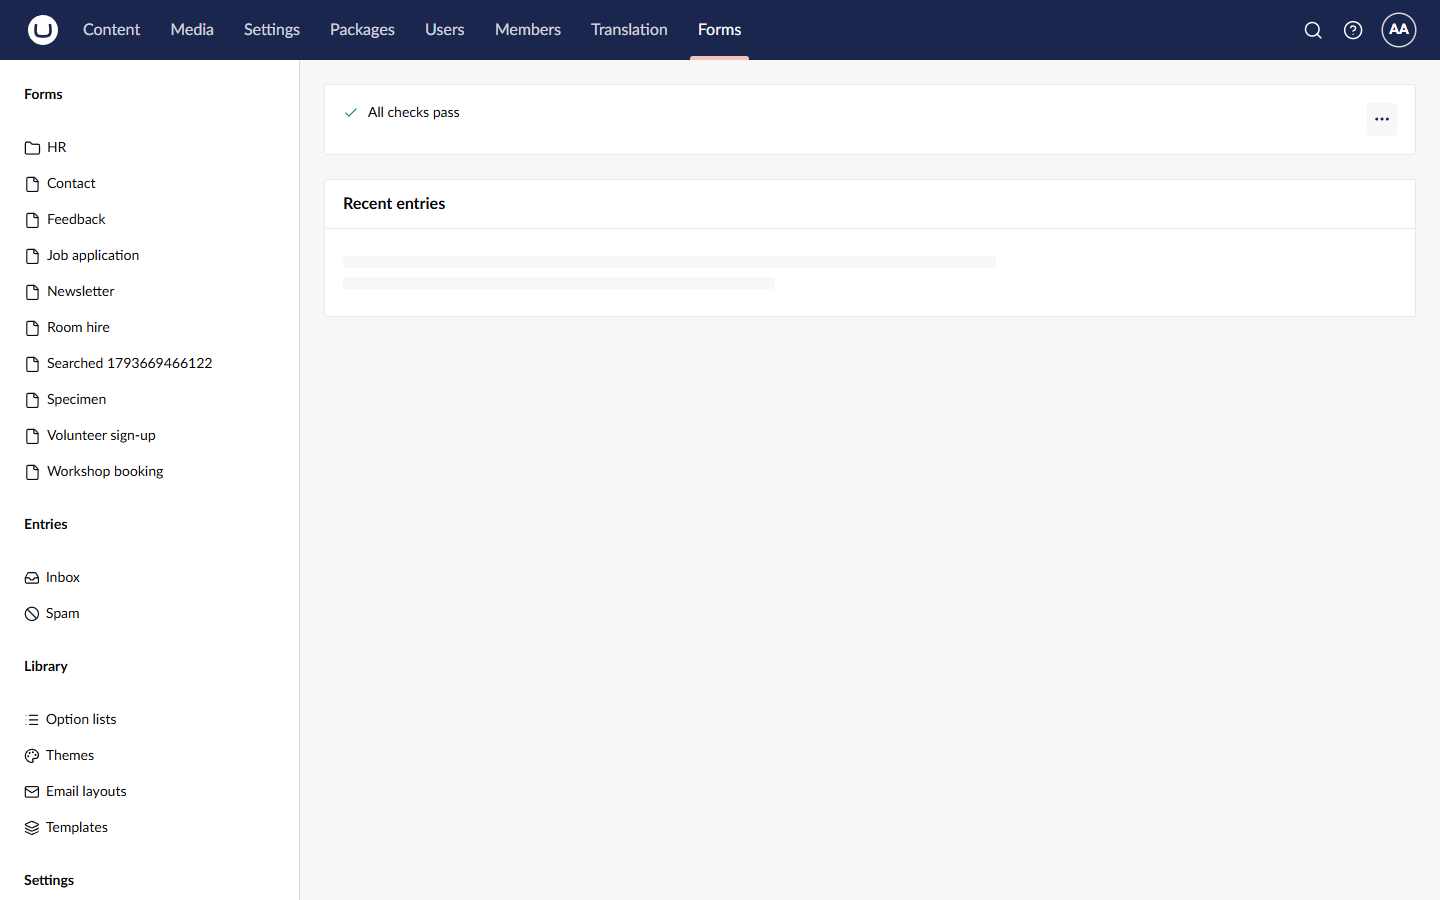 Content Media Settings Packages Users Members Translation Forms AA
Forms
HR
Contact
Feedback
Job application
Newsletter
Room hire
Searched 1793669466122
Specimen
Volunteer sign-up
Workshop booking
Entries
Inbox
Spam
Library
Option lists
Themes
Email layouts
Templates
Settings
All checks pass
Recent entries